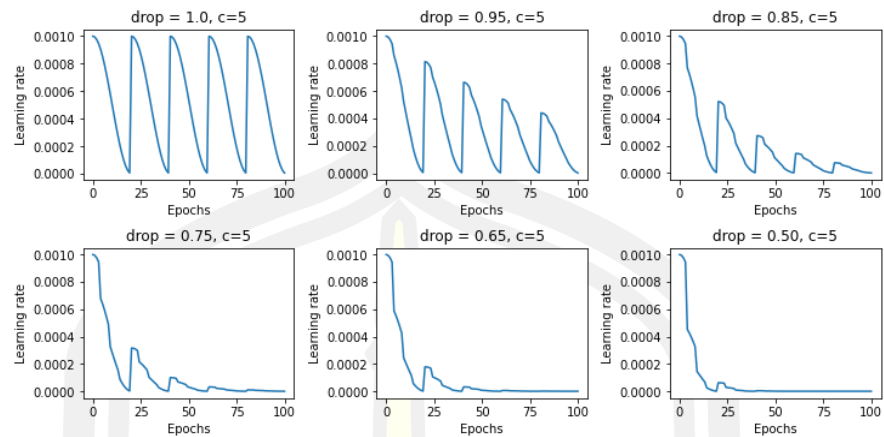 drop = 1.0, c=5
Learning rate
0.0010
0.0008
0.0006
0.0004
0.0002
0.0000
0 25 50 75 100
Epochs
drop = 0.95, c=5
Learning rate
0.0010
0.0008
0.0006
0.0004
0.0002
0.0000
0 25 50 75 100
Epochs
drop = 0.85, c=5
Learning rate
0.0010
0.0008
0.0006
0.0004
0.0002
0.0000
0 25 50 75 100
Epochs
drop = 0.75, c=5
Learning rate
0.0010
0.0008
0.0006
0.0004
0.0002
0.0000
0 25 50 75 100
Epochs
drop = 0.65, c=5
Learning rate
0.0010
0.0008
0.0006
0.0004
0.0002
0.0000
0 25 50 75 100
Epochs
drop = 0.50, c=5
Learning rate
0.0010
0.0008
0.0006
0.0004
0.0002
0.0000
0 25 50 75 100
Epochs